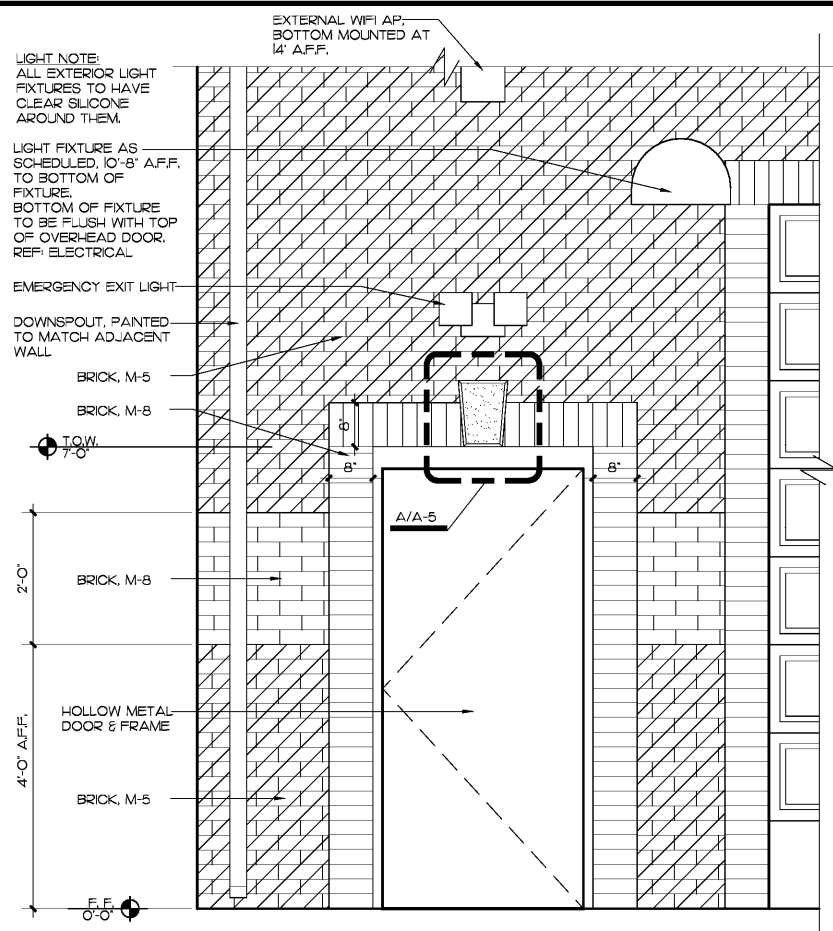 EXTERNAL WIFI AP,
BOTTOM MOUNTED AT
14' A.F.F.
LIGHT NOTE:
ALL EXTERIOR LIGHT
FIXTURES TO HAVE
CLEAR SILICONE
AROUND THEM.
LIGHT FIXTURE AS
SCHEDULED, 10'-8" A.F.F.
TO BOTTOM OF
FIXTURE.
BOTTOM OF FIXTURE
TO BE FLUSH WITH TOP
OF OVERHEAD DOOR.
REF: ELECTRICAL
EMERGENCY EXIT LIGHT
DOWNSPOUT, PAINTED
TO MATCH ADJACENT
WALL
BRICK, M-5
BRICK, M-8
8"
T.O.W.
7'-0"
8"
8"
A/A-5
2'-0"
BRICK, M-8
HOLLOW METAL
DOOR & FRAME
4'-0" A.F.F.
BRICK, M-5
F. F.
0'-0"